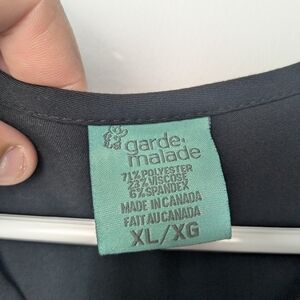 garde.
malade
71% POLYESTER
23% VISCOSE
6% SPANDEX
MADE IN CANADA
FAIT AU CANADA
XL/XG